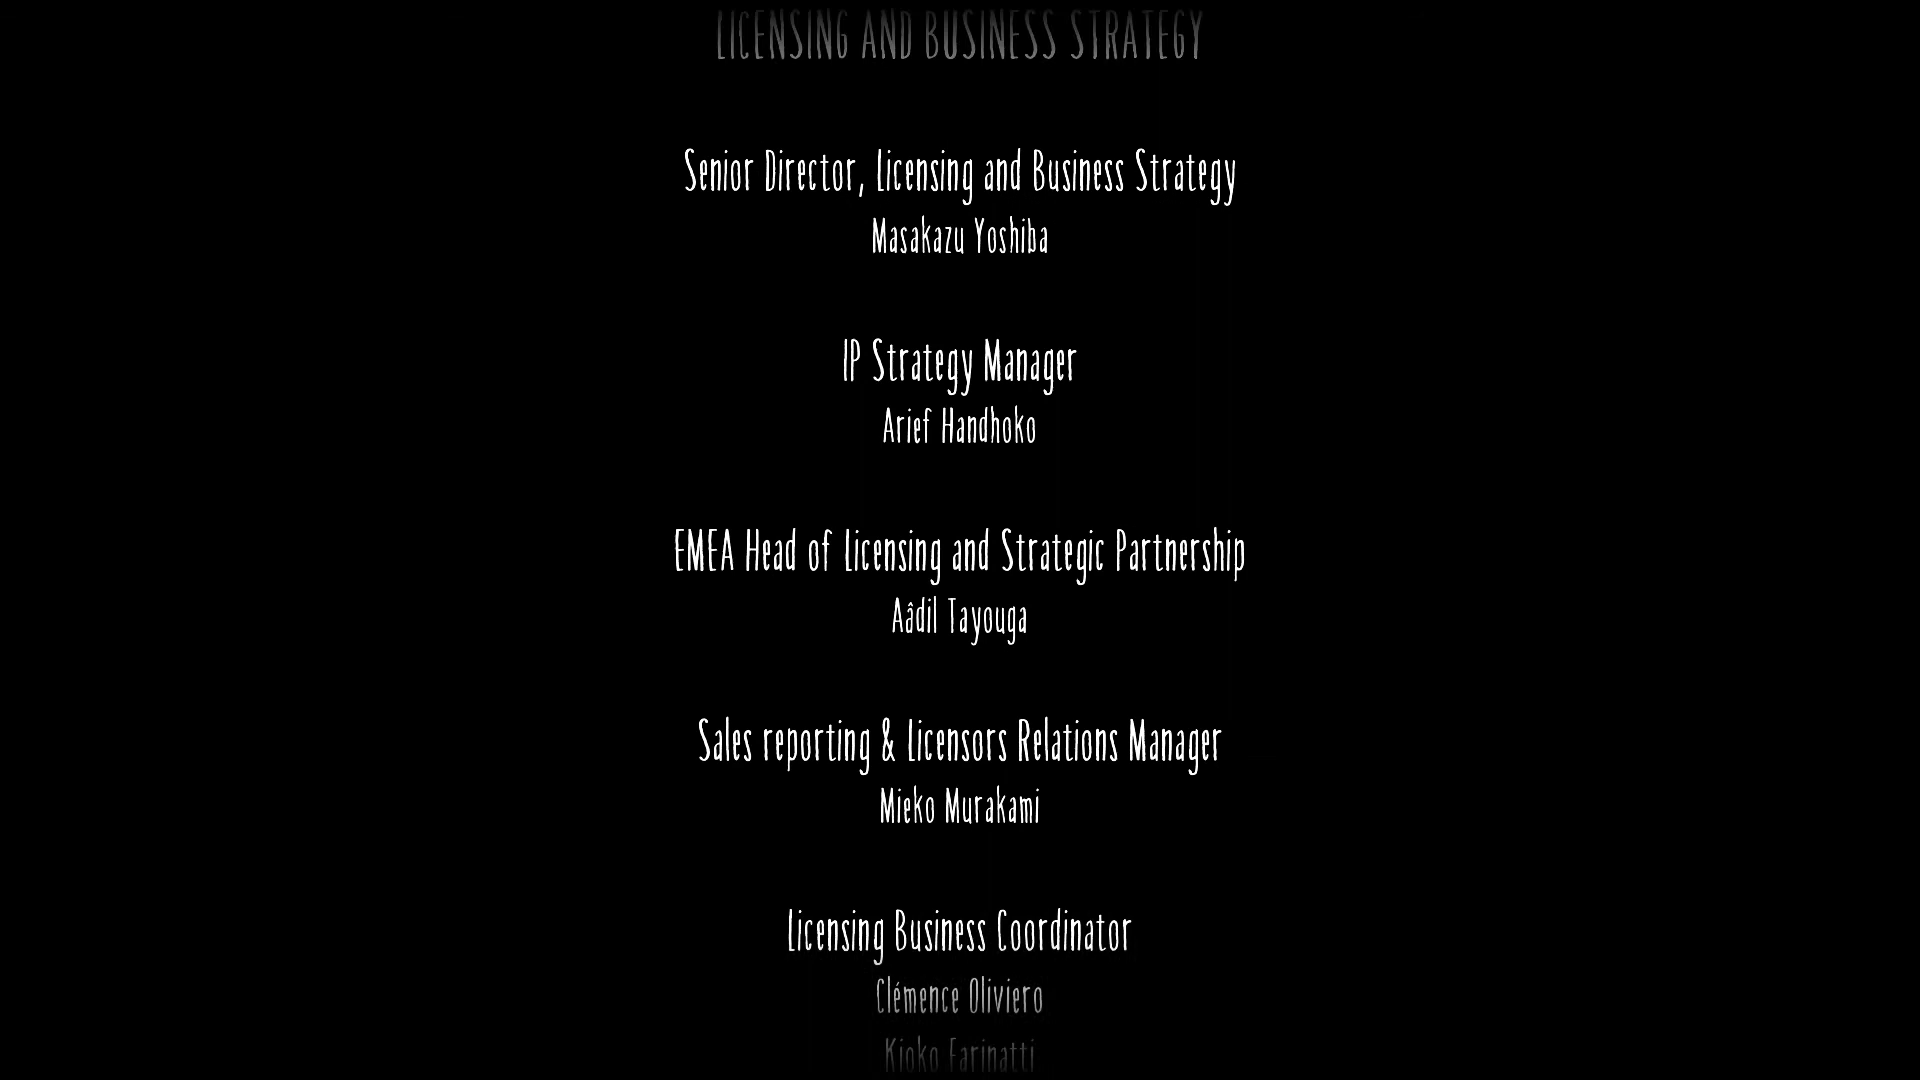 LICENSING AND BUSINESS STRATEGY
Senior Director, Licensing and Business Strategy
Masakazu Yoshiba
IP Strategy Manager
Arief Handhoko
EMEA Head of Licensing and Strategic Partnership
Aâdil Tayouga
Sales reporting & Licensors Relations Manager
Mieko Murakami
Licensing Business Coordinator
Clémence Oliviero
Kioko Farinatti